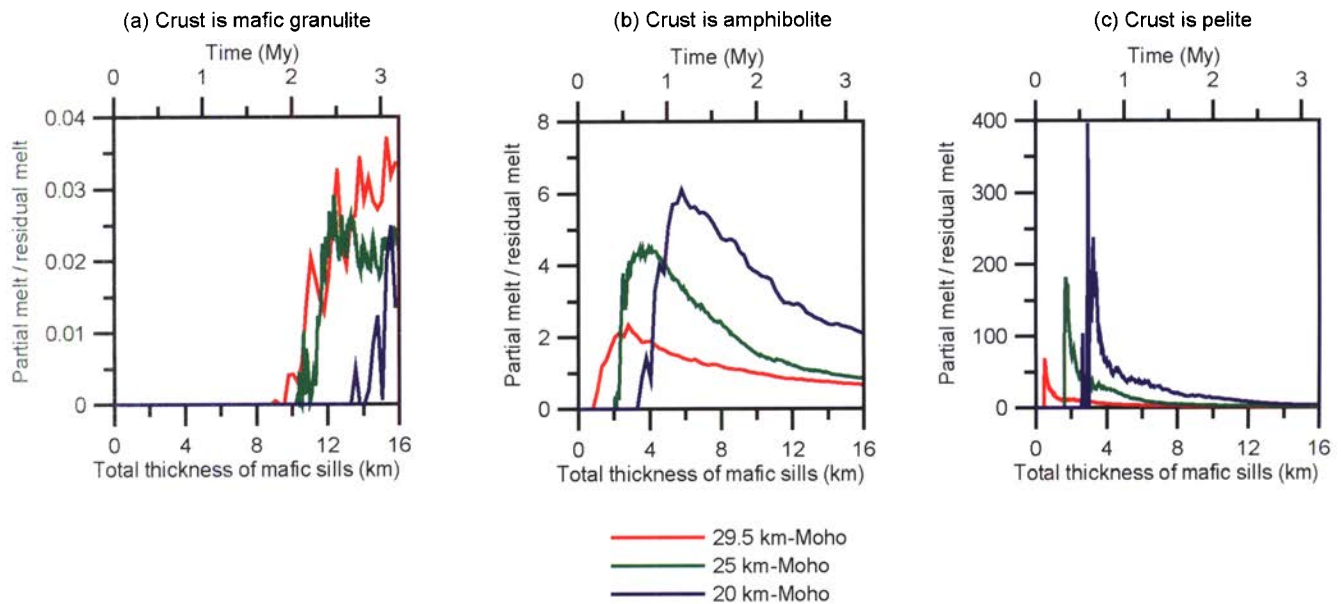 (a) Crust is mafic granulite
Time (My)
0 1 2 3
0.04
0.03
0.02
0.01
0
Partial melt / residual melt
0 4 8 12 16
Total thickness of mafic sills (km)
(b) Crust is amphibolite
Time (My)
0 1 2 3
8
6
4
2
0
Partial melt / residual melt
0 4 8 12 16
Total thickness of mafic sills (km)
(c) Crust is pelite
Time (My)
0 1 2 3
400
300
200
100
0
Partial melt / residual melt
0 4 8 12 16
Total thickness of mafic sills (km)
29.5 km-Moho
25 km-Moho
20 km-Moho